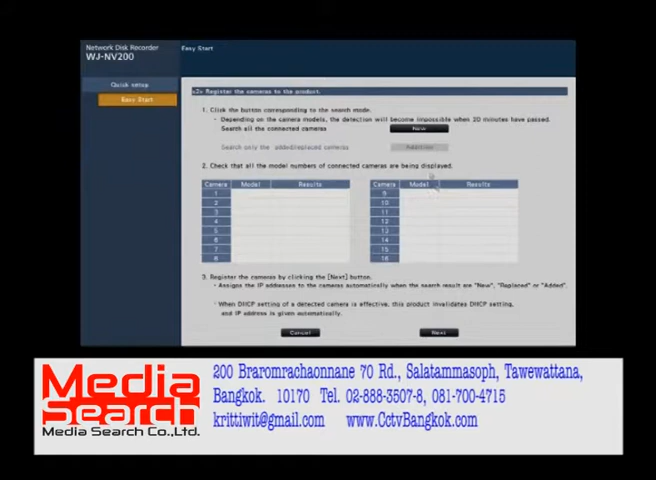 Network Disk Recorder
WJ-NV200
Easy Start
Quick setup
Easy Start
<2> Register the cameras to the product.
1. Click the button corresponding to the search mode.
・Depending on the camera models, the detection will become impossible when 20 minutes have passed.
Search all the connected cameras
New
Search only the added/replaced cameras
Addition
2. Check that all the model numbers of connected cameras are being displayed.
Camera Model Results Camera Model Results
1 9
2 10
3 11
4 12
5 13
6 14
7 15
8 16
3. Register the cameras by clicking the [Next] button.
・Assigns the IP addresses to the cameras automatically when the search result are "New", "Replaced" or "Added".
・When DHCP setting of a detected camera is effective, this product invalidates DHCP setting,
and IP address is given automatically.
Cancel Next
Media
Search
Media Search Co.,Ltd.
200 Braromrachaonnane 70 Rd., Salatammasoph, Tawewattana,
Bangkok. 10170 Tel. 02-888-3507-8, 081-700-4715
krittiwit@gmail.com www.CctvBangkok.com